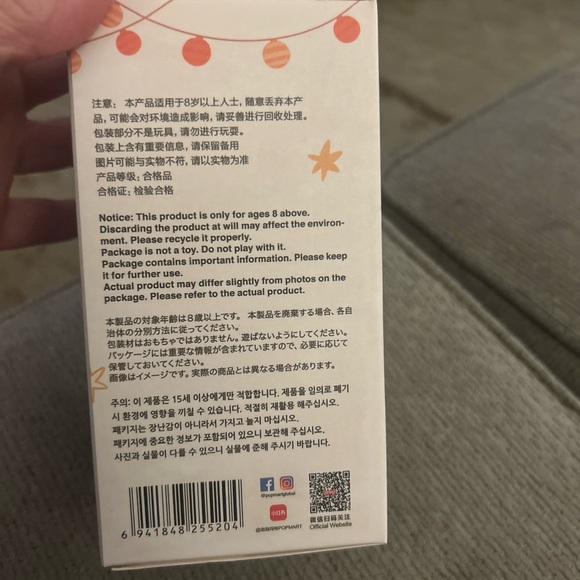 注意： 本产品适用于8岁以上人士，随意丢弃本产
品，可能会对环境造成影响，请妥善进行回收处理。
包装部分不是玩具，请勿进行玩耍。
包装上含有重要信息，请保留备用
图片可能与实物不符，请以实物为准
产品等级：合格品
合格证：检验合格
Notice: This product is only for ages 8 above.
Discarding the product at will may affect the environ-
ment. Please recycle it properly.
Package is not a toy. Do not play with it.
Package contains important information. Please keep
it for further use.
Actual product may differ slightly from photos on the
package. Please refer to the actual product.
本製品の対象年齢は8歳以上です。 本製品を廃棄する場合、各自
治体の分別方法に従ってください。
包装材はおもちゃではありません。遊ばないようにしてください。
パッケージには重要な情報が含まれていますので、必要に応じて
保管しておいてください。
画像はイメージです。実際の商品とは異なる場合があります。
주의: 이 제품은 15세 이상에게만 적합합니다. 제품을 임의로 폐기
시 환경에 영향을 끼칠 수 있습니다. 적절히 재활용 해주십시오.
패키지는 장난감이 아니라서 가지고 놀지 마십시오.
패키지에 중요한 정보가 포함되어 있으니 보관해 주십시오.
사진과 실물이 다를 수 있으니 실물에 준해 주시기 바랍니다.
@popmartglobal
小红书
@泡泡玛特POPMART
微信扫码关注
Official Website
6 941848 255204